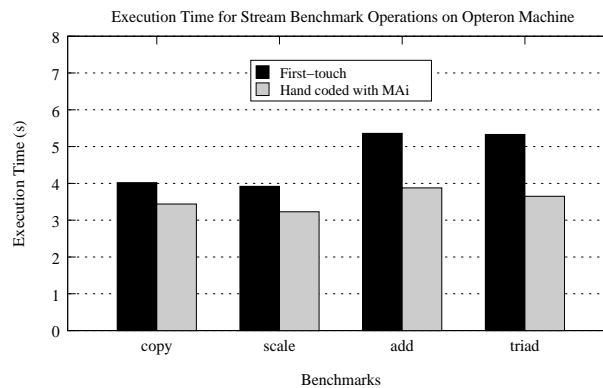 Execution Time for Stream Benchmark Operations on Opteron Machine
8
7
6
5
4
3
2
1
0
Execution Time (s)
First-touch
Hand coded with MAi
copy scale add triad
Benchmarks